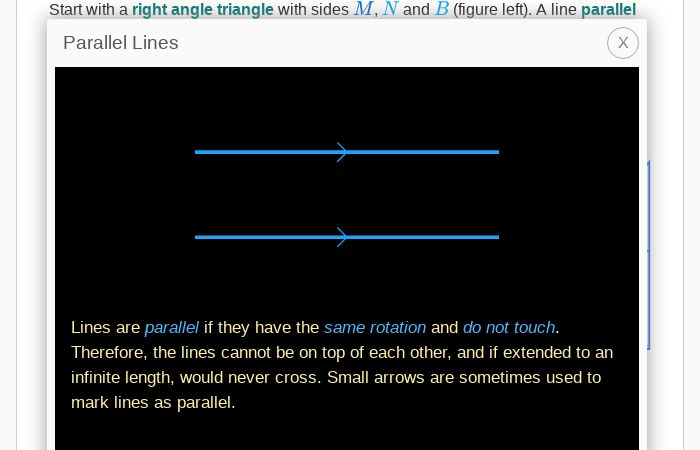 Start with a right angle triangle with sides M, N and B (figure left). A line parallel
Parallel Lines
X
Lines are parallel if they have the same rotation and do not touch.
Therefore, the lines cannot be on top of each other, and if extended to an
infinite length, would never cross. Small arrows are sometimes used to
mark lines as parallel.